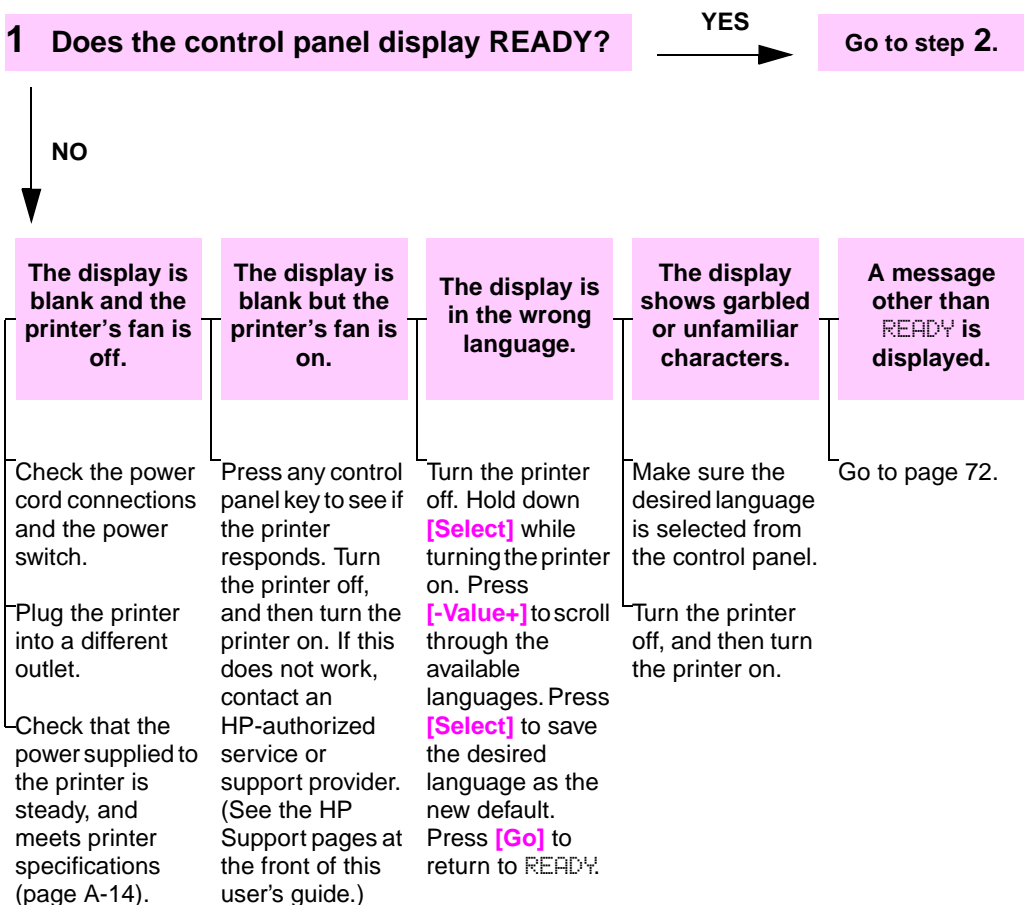 1 Does the control panel display READY?
YES
Go to step 2.
NO
The display is
blank and the
printer's fan is
off.
Check the power
cord connections
and the power
switch.
Plug the printer
into a different
outlet.
Check that the
power supplied to
the printer is
steady, and
meets printer
specifications
(page A-14).
The display is
blank but the
printer's fan is
on.
Press any control
panel key to see if
the printer
responds. Turn
the printer off,
and then turn the
printer on. If this
does not work,
contact an
HP-authorized
service or
support provider.
(See the HP
Support pages at
the front of this
user's guide.)
The display is
in the wrong
language.
Turn the printer
off. Hold down
[Select] while
turning the printer
on. Press
[-Value+] to scroll
through the
available
languages. Press
[Select] to save
the desired
language as the
new default.
Press [Go] to
return to READY.
The display
shows garbled
or unfamiliar
characters.
Make sure the
desired language
is selected from
the control panel.
Turn the printer
off, and then turn
the printer on.
A message
other than
READY is
displayed.
Go to page 72.